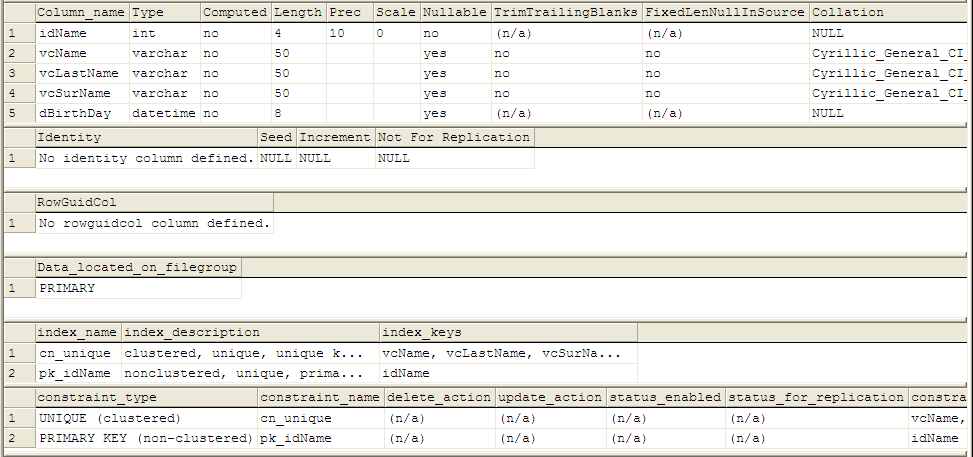 Column_name Type Computed Length Prec Scale Nullable TrimTrailingBlanks FixedLenNullInSource Collation
1 idName int no 4 10 0 no (n/a) (n/a) NULL
2 vcName varchar no 50 yes no no Cyrillic_General_CI_
3 vcLastName varchar no 50 yes no no Cyrillic_General_CI_
4 vcSurName varchar no 50 yes no no Cyrillic_General_CI_
5 dBirthDay datetime no 8 yes (n/a) (n/a) NULL
Identity Seed Increment Not For Replication
1 No identity column defined. NULL NULL NULL
RowGuidCol
1 No rowguidcol column defined.
Data_located_on_filegroup
1 PRIMARY
index_name index_description index_keys
1 cn_unique clustered, unique, unique k... vcName, vcLastName, vcSurNa...
2 pk_idName nonclustered, unique, prima... idName
constraint_type constraint_name delete_action update_action status_enabled status_for_replication constra
1 UNIQUE (clustered) cn_unique (n/a) (n/a) (n/a) (n/a) vcName,
2 PRIMARY KEY (non-clustered) pk_idName (n/a) (n/a) (n/a) (n/a) idName